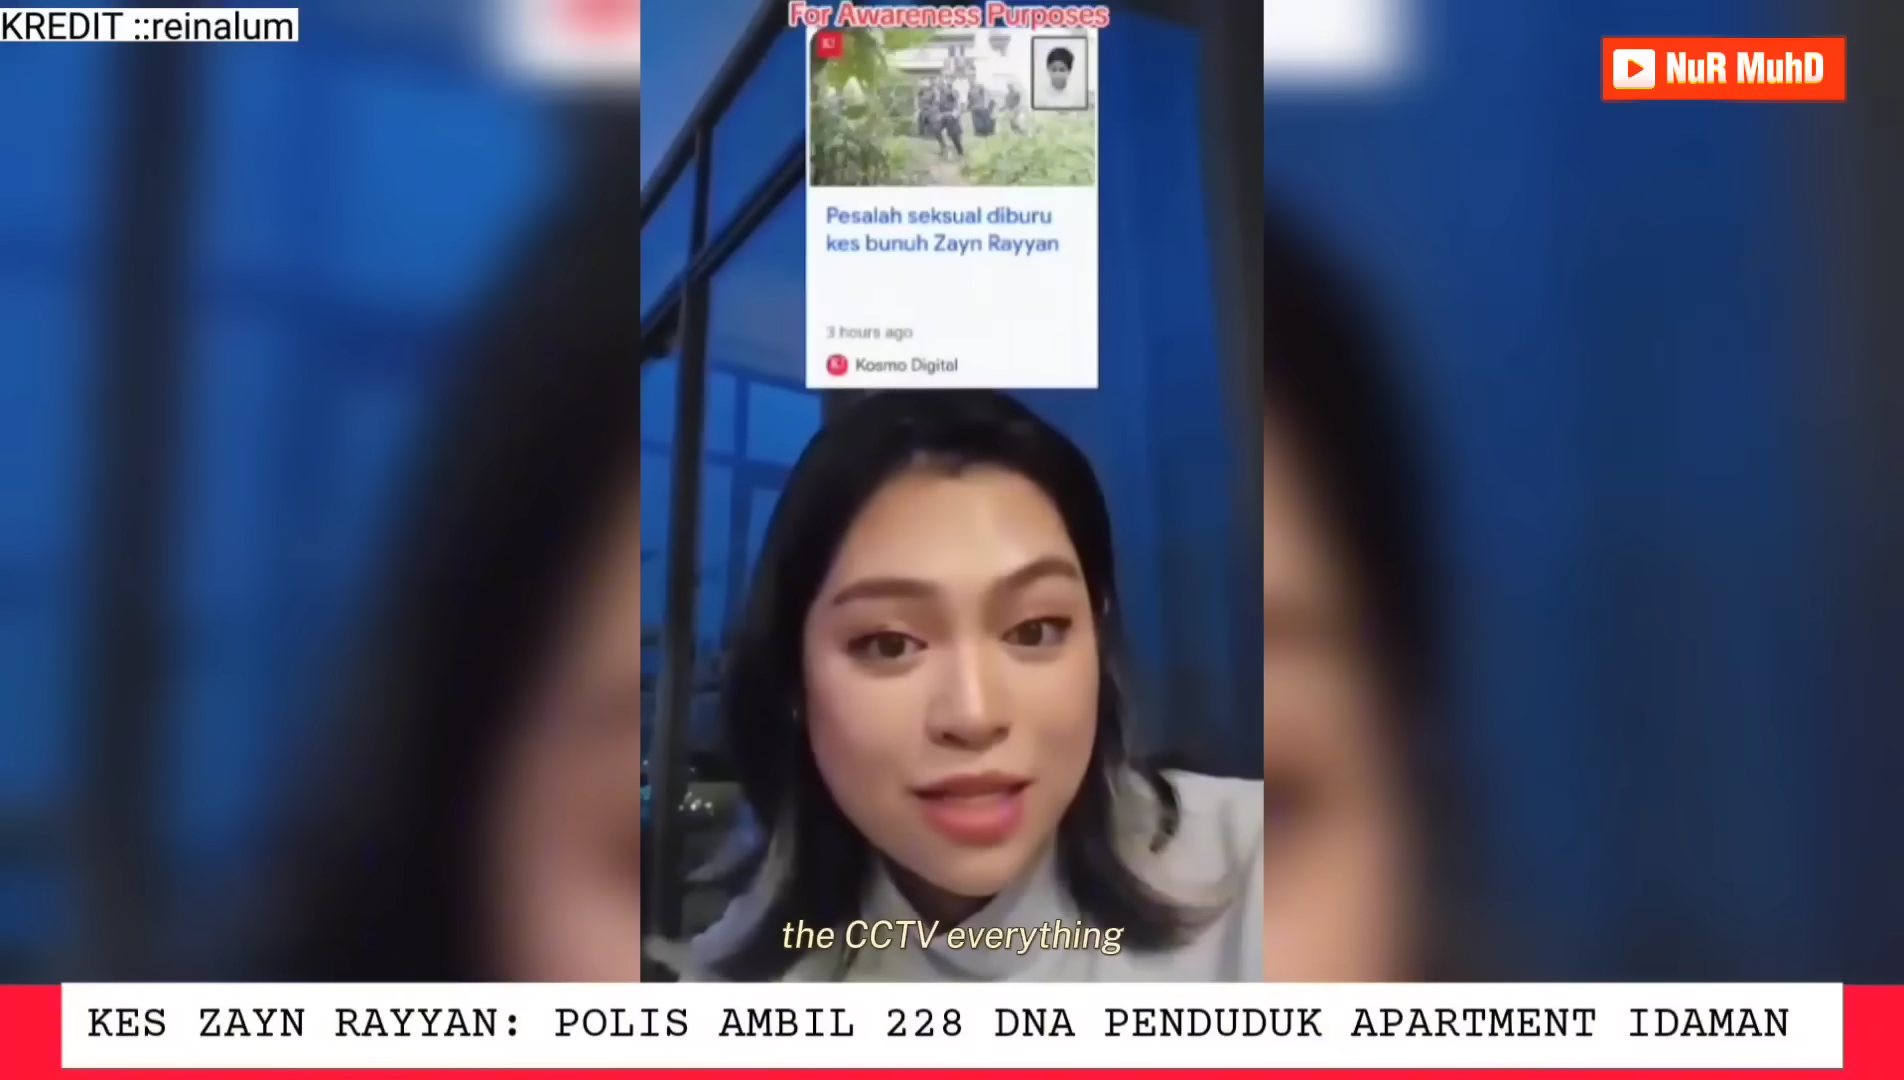 KREDIT ::reinalum
For Awareness Purposes
NuR MuhD
K!
Pesalah seksual diburu
kes bunuh Zayn Rayyan
3 hours ago
K! Kosmo Digital
the CCTV everything
KES ZAYN RAYYAN: POLIS AMBIL 228 DNA PENDUDUK APARTMENT IDAMAN